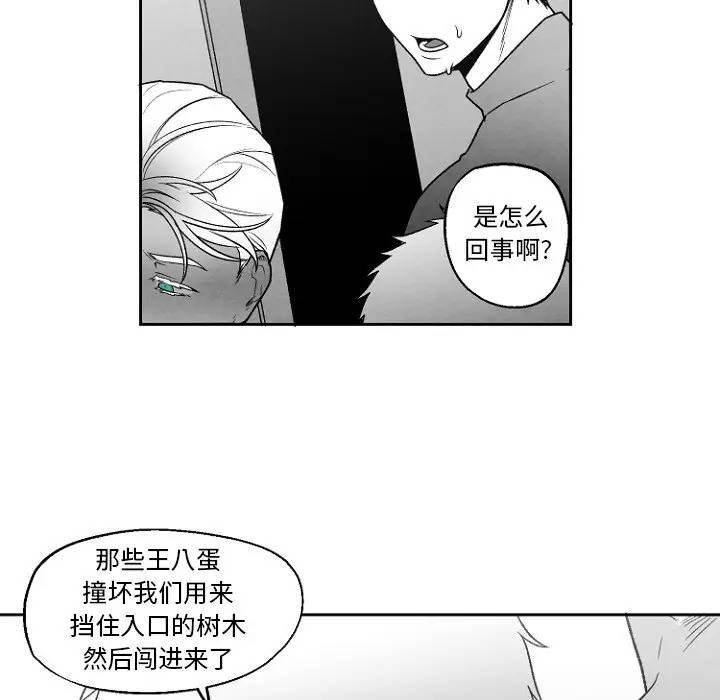 是怎么
回事啊?
那些王八蛋
撞坏我们用来
挡住入口的树木
然后闯进来了